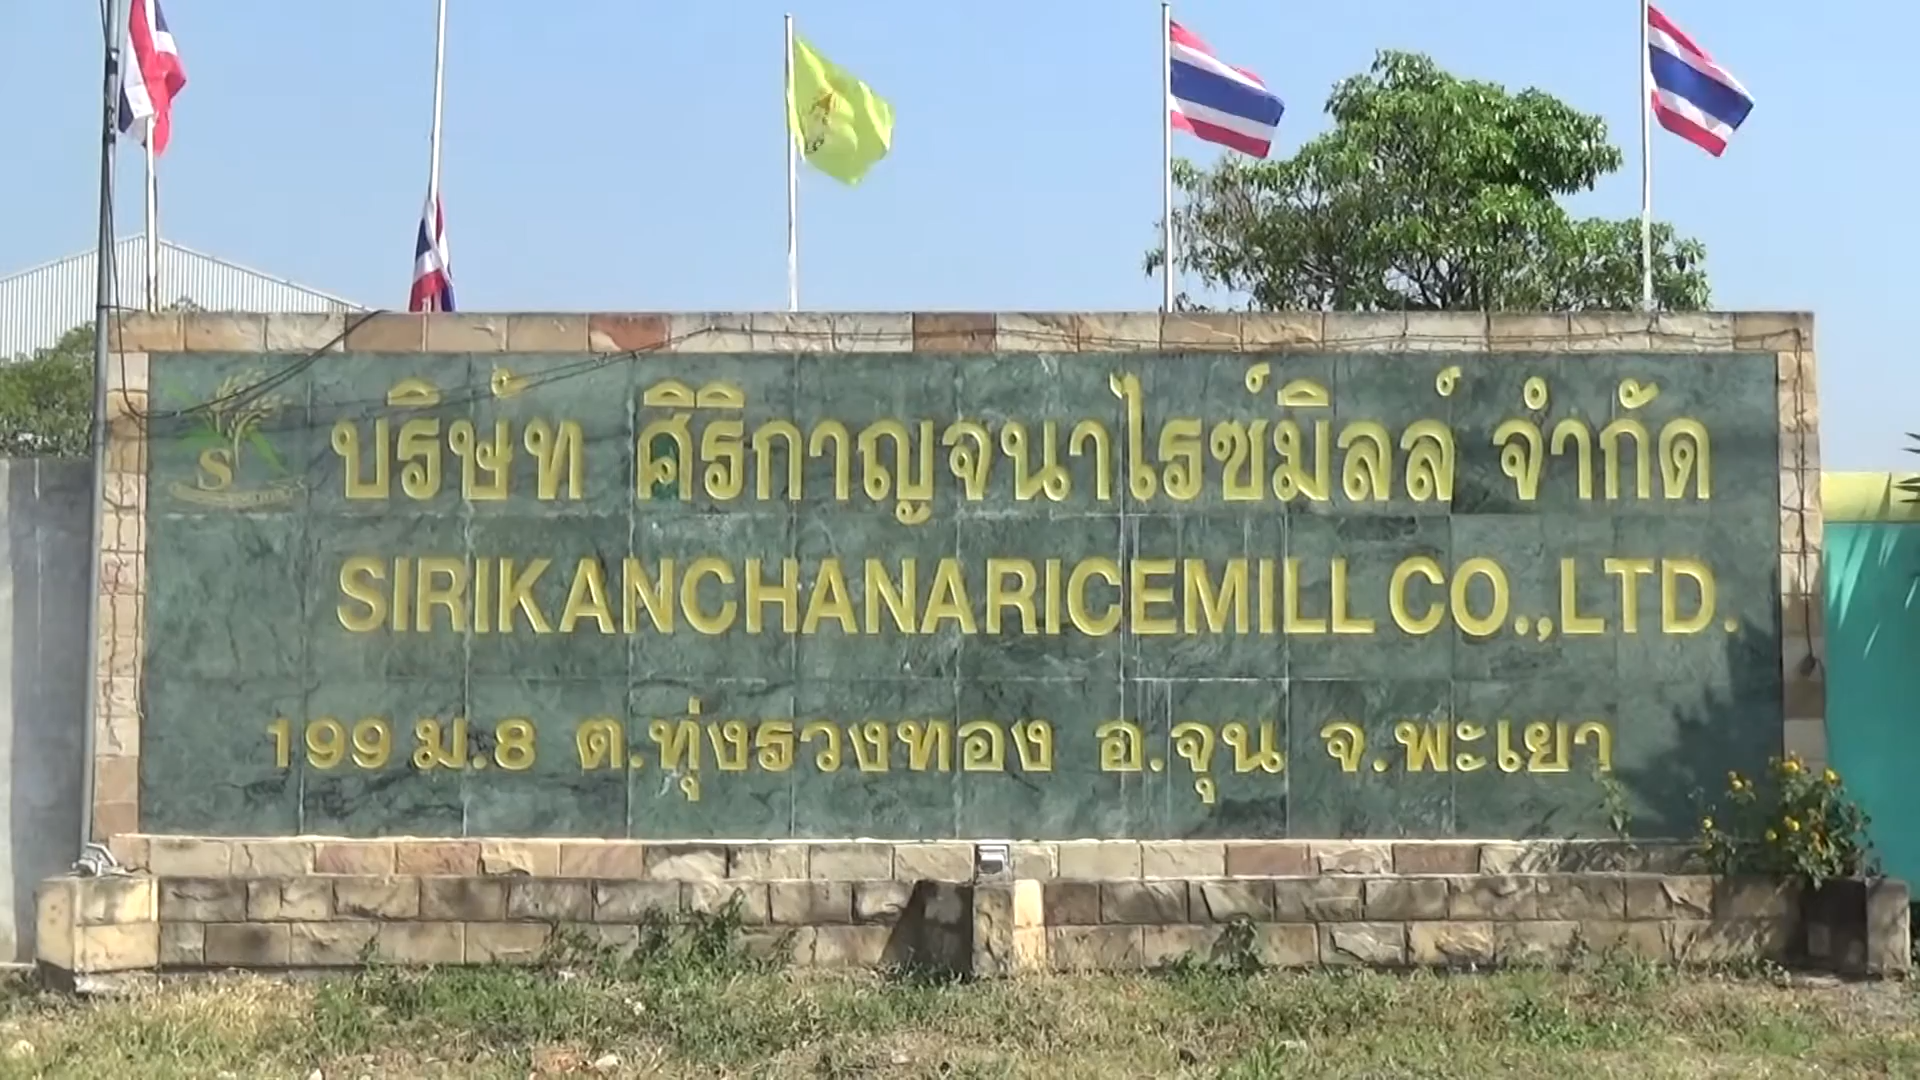 S
บริษัท ศิริกาญจนาไรซ์มิลล์ จำกัด
SIRIKANCHANARICEMILL CO.,LTD.
199 ม.8 ต.ทุ่งรวงทอง อ.จุน จ.พะเยา